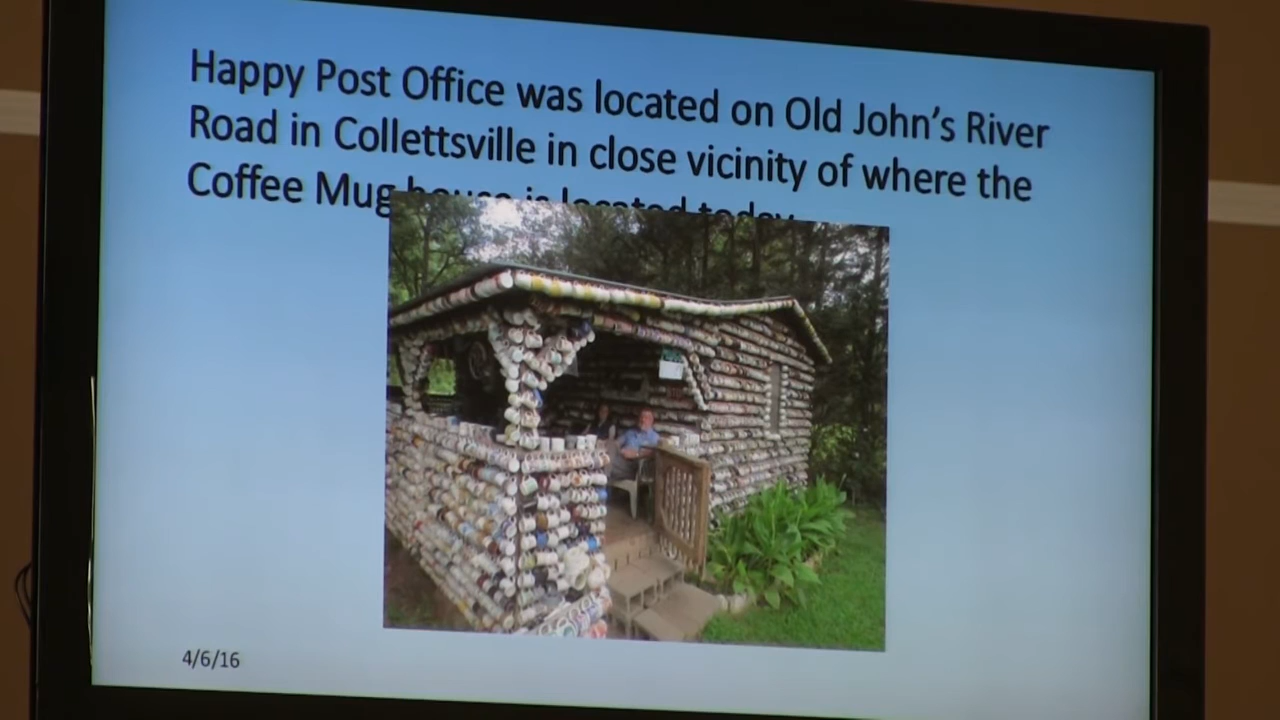 Happy Post Office was located on Old John's River
Road in Collettsville in close vicinity of where the
Coffee Mug house is located today
4/6/16